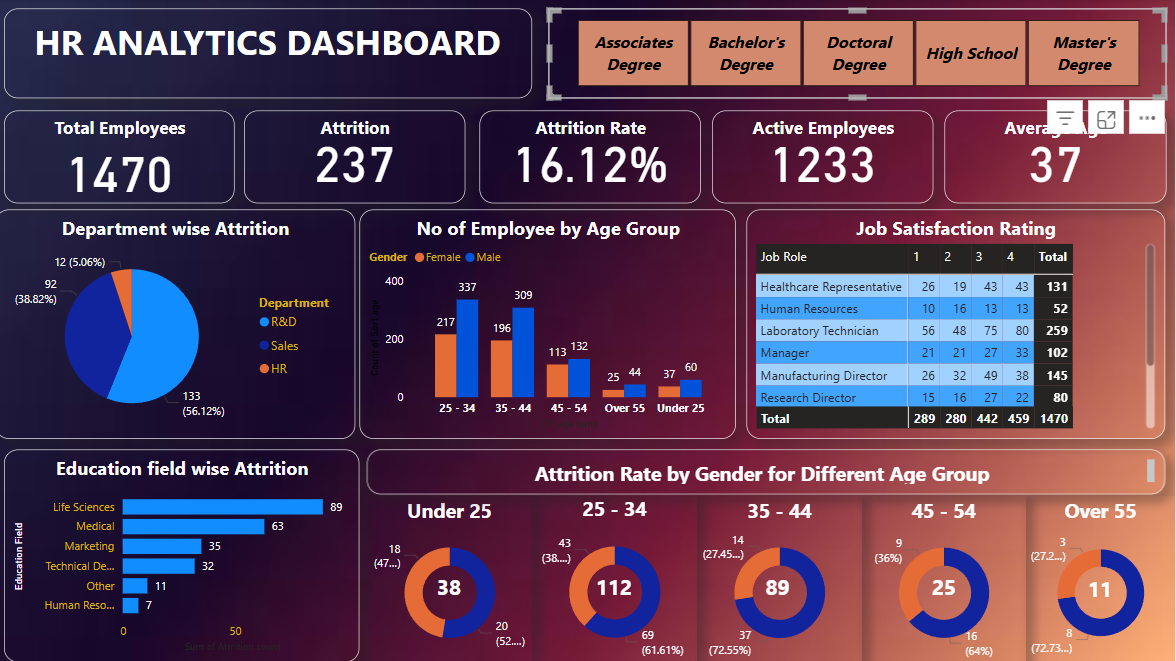 HR ANALYTICS DASHBOARD
Associates Degree
Bachelor's Degree
Doctoral Degree
High School
Master's Degree
Total Employees
1470
Attrition
237
Attrition Rate
16.12%
Active Employees
1233
Average Ag
37
Department wise Attrition
12 (5.06%)
92
(38.82%)
133
(56.12%)
Department
R&D
Sales
HR
No of Employee by Age Group
Gender Female Male
Count of Sort age
400
200
0
217 337
196 309
113 132
25 44
37 60
25 - 34 35 - 44 45 - 54 Over 55 Under 25
Job Satisfaction Rating
Job Role 1 2 3 4 Total
Healthcare Representative 26 19 43 43 131
Human Resources 10 16 13 13 52
Laboratory Technician 56 48 75 80 259
Manager 21 21 27 33 102
Manufacturing Director 26 32 49 38 145
Research Director 15 16 27 22 80
Total 289 280 442 459 1470
Education field wise Attrition
Education Field
Life Sciences 89
Medical 63
Marketing 35
Technical De... 32
Other 11
Human Reso... 7
0 50
Attrition Rate by Gender for Different Age Group
Under 25
18
(47...)
38
20
(52....)
25 - 34
43
(38....)
112
69
(61.61%)
35 - 44
14
(27.45...)
89
37
(72.55%)
45 - 54
9
(36%)
25
16
(64%)
Over 55
3
(27.2...)
11
8
(72.73...)